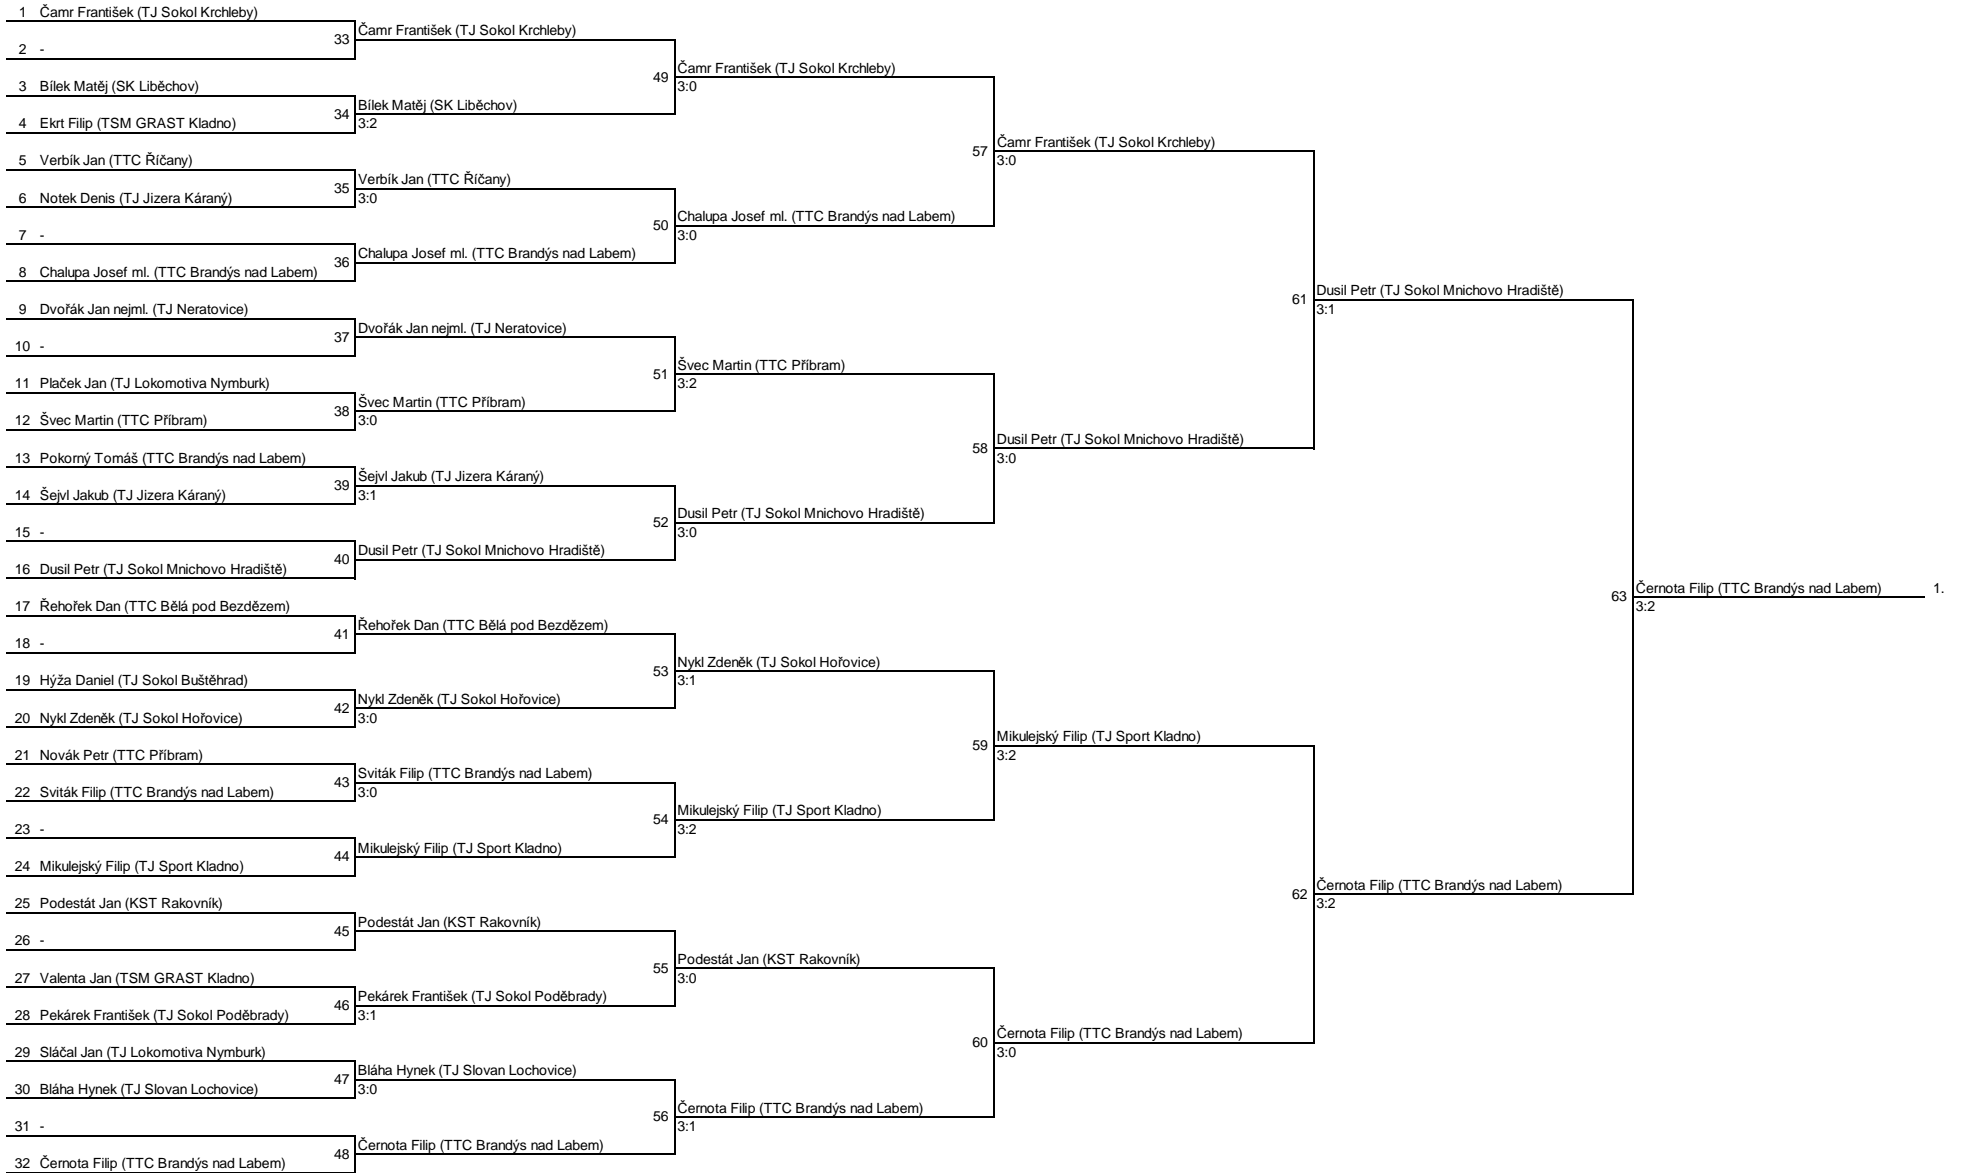 1 Čamr František (TJ Sokol Krchleby)
2 -
3 Bílek Matěj (SK Liběchov)
4 Ekrt Filip (TSM GRAST Kladno)
5 Verbík Jan (TTC Říčany)
6 Notek Denis (TJ Jizera Káraný)
7 -
8 Chalupa Josef ml. (TTC Brandýs nad Labem)
9 Dvořák Jan nejml. (TJ Neratovice)
10 -
11 Plaček Jan (TJ Lokomotiva Nymburk)
12 Švec Martin (TTC Příbram)
13 Pokorný Tomáš (TTC Brandýs nad Labem)
14 Šejvl Jakub (TJ Jizera Káraný)
15 -
16 Dusil Petr (TJ Sokol Mnichovo Hradiště)
17 Řehořek Dan (TTC Bělá pod Bezdězem)
18 -
19 Hýža Daniel (TJ Sokol Buštěhrad)
20 Nykl Zdeněk (TJ Sokol Hořovice)
21 Novák Petr (TTC Příbram)
22 Sviták Filip (TTC Brandýs nad Labem)
23 -
24 Mikulejský Filip (TJ Sport Kladno)
25 Podestát Jan (KST Rakovník)
26 -
27 Valenta Jan (TSM GRAST Kladno)
28 Pekárek František (TJ Sokol Poděbrady)
29 Sláčal Jan (TJ Lokomotiva Nymburk)
30 Bláha Hynek (TJ Slovan Lochovice)
31 -
32 Černota Filip (TTC Brandýs nad Labem)
33 Čamr František (TJ Sokol Krchleby)
34 Bílek Matěj (SK Liběchov)
3:2
35 Verbík Jan (TTC Říčany)
3:0
36 Chalupa Josef ml. (TTC Brandýs nad Labem)
37 Dvořák Jan nejml. (TJ Neratovice)
38 Švec Martin (TTC Příbram)
3:0
39 Šejvl Jakub (TJ Jizera Káraný)
3:1
40 Dusil Petr (TJ Sokol Mnichovo Hradiště)
41 Řehořek Dan (TTC Bělá pod Bezdězem)
42 Nykl Zdeněk (TJ Sokol Hořovice)
3:0
43 Sviták Filip (TTC Brandýs nad Labem)
3:0
44 Mikulejský Filip (TJ Sport Kladno)
45 Podestát Jan (KST Rakovník)
46 Pekárek František (TJ Sokol Poděbrady)
3:1
47 Bláha Hynek (TJ Slovan Lochovice)
3:0
48 Černota Filip (TTC Brandýs nad Labem)
49 Čamr František (TJ Sokol Krchleby)
3:0
50 Chalupa Josef ml. (TTC Brandýs nad Labem)
3:0
51 Švec Martin (TTC Příbram)
3:2
52 Dusil Petr (TJ Sokol Mnichovo Hradiště)
3:0
53 Nykl Zdeněk (TJ Sokol Hořovice)
3:1
54 Mikulejský Filip (TJ Sport Kladno)
3:2
55 Podestát Jan (KST Rakovník)
3:0
56 Černota Filip (TTC Brandýs nad Labem)
3:1
57 Čamr František (TJ Sokol Krchleby)
3:0
58 Dusil Petr (TJ Sokol Mnichovo Hradiště)
3:0
59 Mikulejský Filip (TJ Sport Kladno)
3:2
60 Černota Filip (TTC Brandýs nad Labem)
3:0
61 Dusil Petr (TJ Sokol Mnichovo Hradiště)
3:1
62 Černota Filip (TTC Brandýs nad Labem)
3:2
63 Černota Filip (TTC Brandýs nad Labem) 1.
3:2